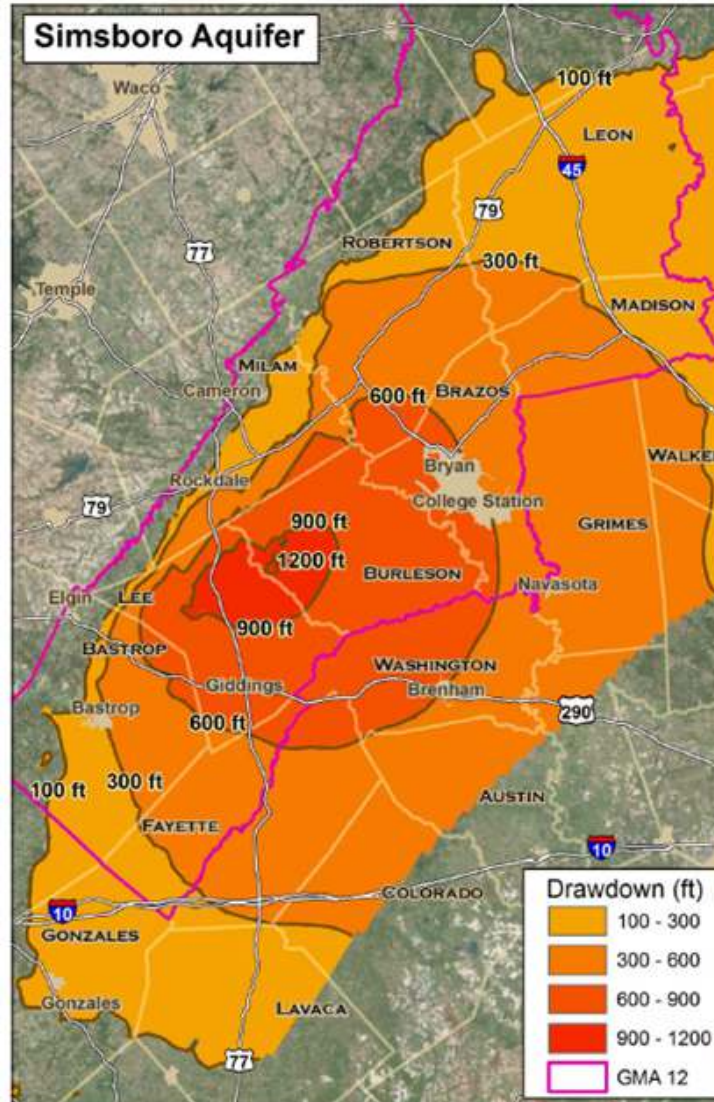 Simsboro Aquifer
Waco
100 ft
LEON
45
79
77
ROBERTSON
300 ft
Temple
MADISON
MILAM
Cameron
600 ft
BRAZOS
Bryan
WALKE
Rockdale
College Station
79
900 ft
GRIMES
1200 ft
BURLESON
Navasota
Elgin
LEE
900 ft
BASTROP
WASHINGTON
Giddings
Brenham
Bastrop
290
600 ft
100 ft
300 ft
AUSTIN
FAYETTE
10
COLORADO
10
GONZALES
Gonzales
LAVACA
77
Drawdown (ft)
100 - 300
300 - 600
600 - 900
900 - 1200
GMA 12